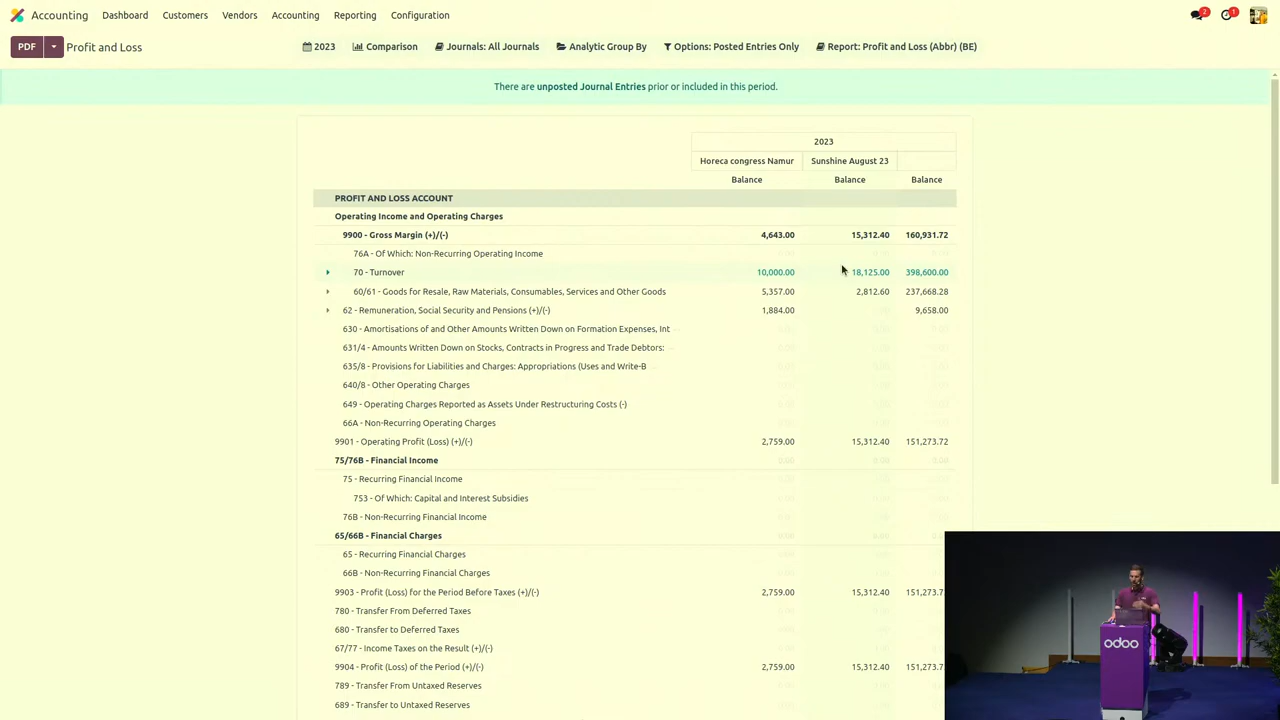 Accounting Dashboard Customers Vendors Accounting Reporting Configuration 2 1
PDF Profit and Loss 2023 Comparison Journals: All Journals Analytic Group By Options: Posted Entries Only Report: Profit and Loss (Abbr) (BE)
There are unposted Journal Entries prior or included in this period.
2023
Horeca congress Namur Sunshine August 23
Balance Balance Balance
PROFIT AND LOSS ACCOUNT
Operating Income and Operating Charges
9900 - Gross Margin (+)/(-) 4,643.00 15,312.40 160,931.72
76A - Of Which: Non-Recurring Operating Income
70 - Turnover 10,000.00 18,125.00 398,600.00
60/61 - Goods for Resale, Raw Materials, Consumables, Services and Other Goods 5,357.00 2,812.60 237,668.28
62 - Remuneration, Social Security and Pensions (+)/(-) 1,884.00 9,658.00
630 - Amortisations of and Other Amounts Written Down on Formation Expenses, Int
631/4 - Amounts Written Down on Stocks, Contracts in Progress and Trade Debtors:
635/8 - Provisions for Liabilities and Charges: Appropriations (Uses and Write-B
640/8 - Other Operating Charges
649 - Operating Charges Reported as Assets Under Restructuring Costs (-)
66A - Non-Recurring Operating Charges
9901 - Operating Profit (Loss) (+)/(-) 2,759.00 15,312.40 151,273.72
75/76B - Financial Income
75 - Recurring Financial Income
753 - Of Which: Capital and Interest Subsidies
76B - Non-Recurring Financial Income
65/66B - Financial Charges
65 - Recurring Financial Charges
66B - Non-Recurring Financial Charges
9903 - Profit (Loss) for the Period Before Taxes (+)/(-) 2,759.00 15,312.40 151,273.7
780 - Transfer From Deferred Taxes
680 - Transfer to Deferred Taxes
67/77 - Income Taxes on the Result (+)/(-)
9904 - Profit (Loss) of the Period (+)/(-) 2,759.00 15,312.40 151,273.7
789 - Transfer From Untaxed Reserves
689 - Transfer to Untaxed Reserves
odoo